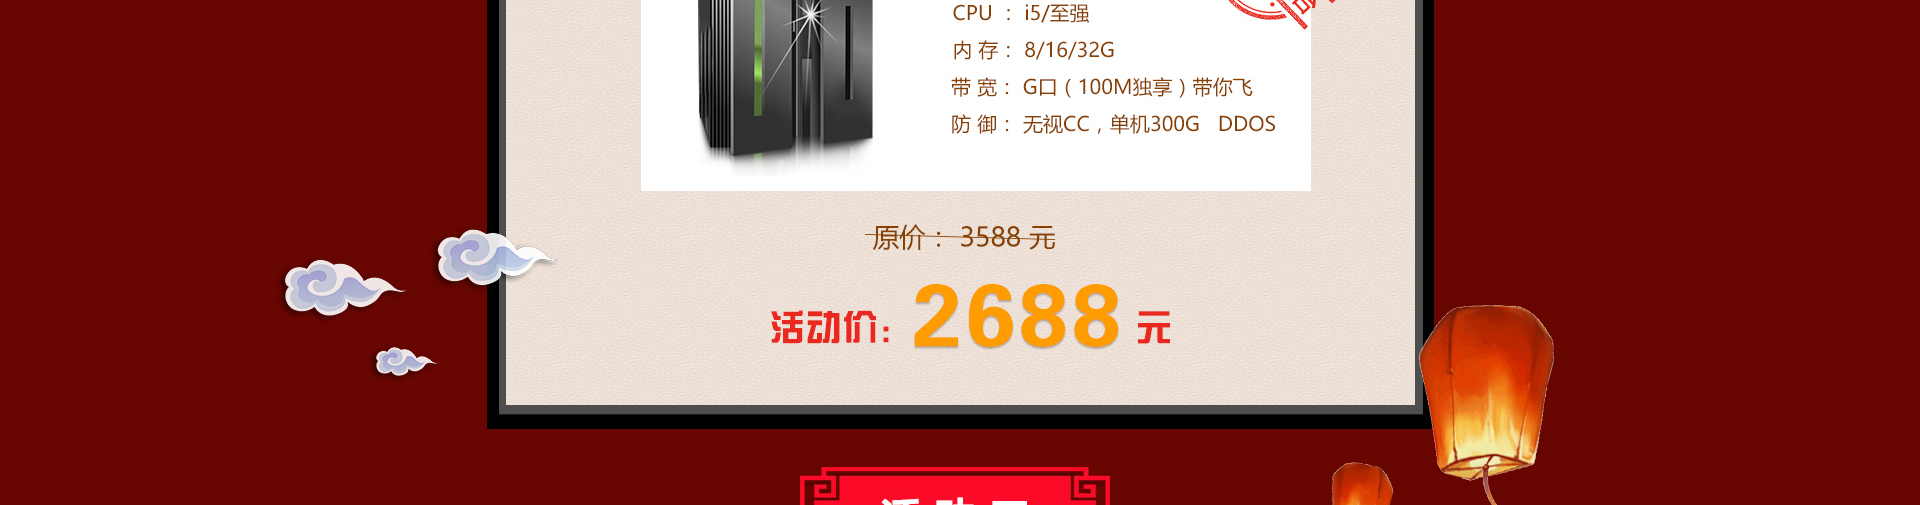 CPU ： i5/至强
内 存： 8/16/32G
带 宽： G口（100M独享）带你飞
防 御： 无视CC，单机300G DDOS
原价： 3588 元
活动价: 2688 元